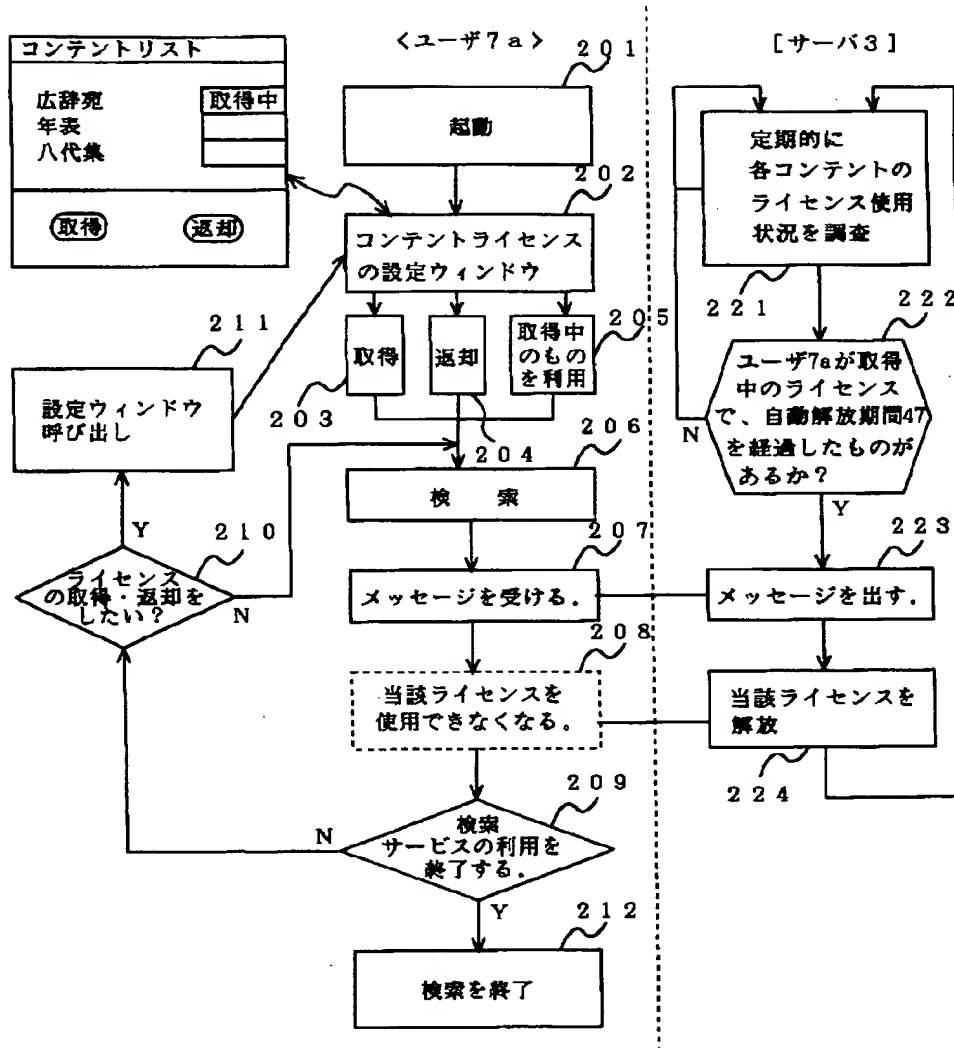 コンテントリスト
広辞苑
取得中
年表
八代集
取得
返却
<ユーザ7a>
201
起動
202
コンテントライセンス
の設定ウィンドウ
取得
203
返却
204
取得中
のもの
を利用
205
206
検 索
207
メッセージを受ける.
208
当該ライセンスを
使用できなくなる.
209
検索
サービスの利用を
終了する.
N
Y
210
ライセンス
の取得・返却を
したい?
Y
N
211
設定ウィンドウ
呼び出し
212
検索を終了
[サーバ3]
定期的に
各コンテントの
ライセンス使用
状況を調査
221
222
ユーザ7aが取得
中のライセンス
で、自動解放期間47
を経過したものが
あるか?
N
Y
223
メッセージを出す.
当該ライセンスを
解放
224